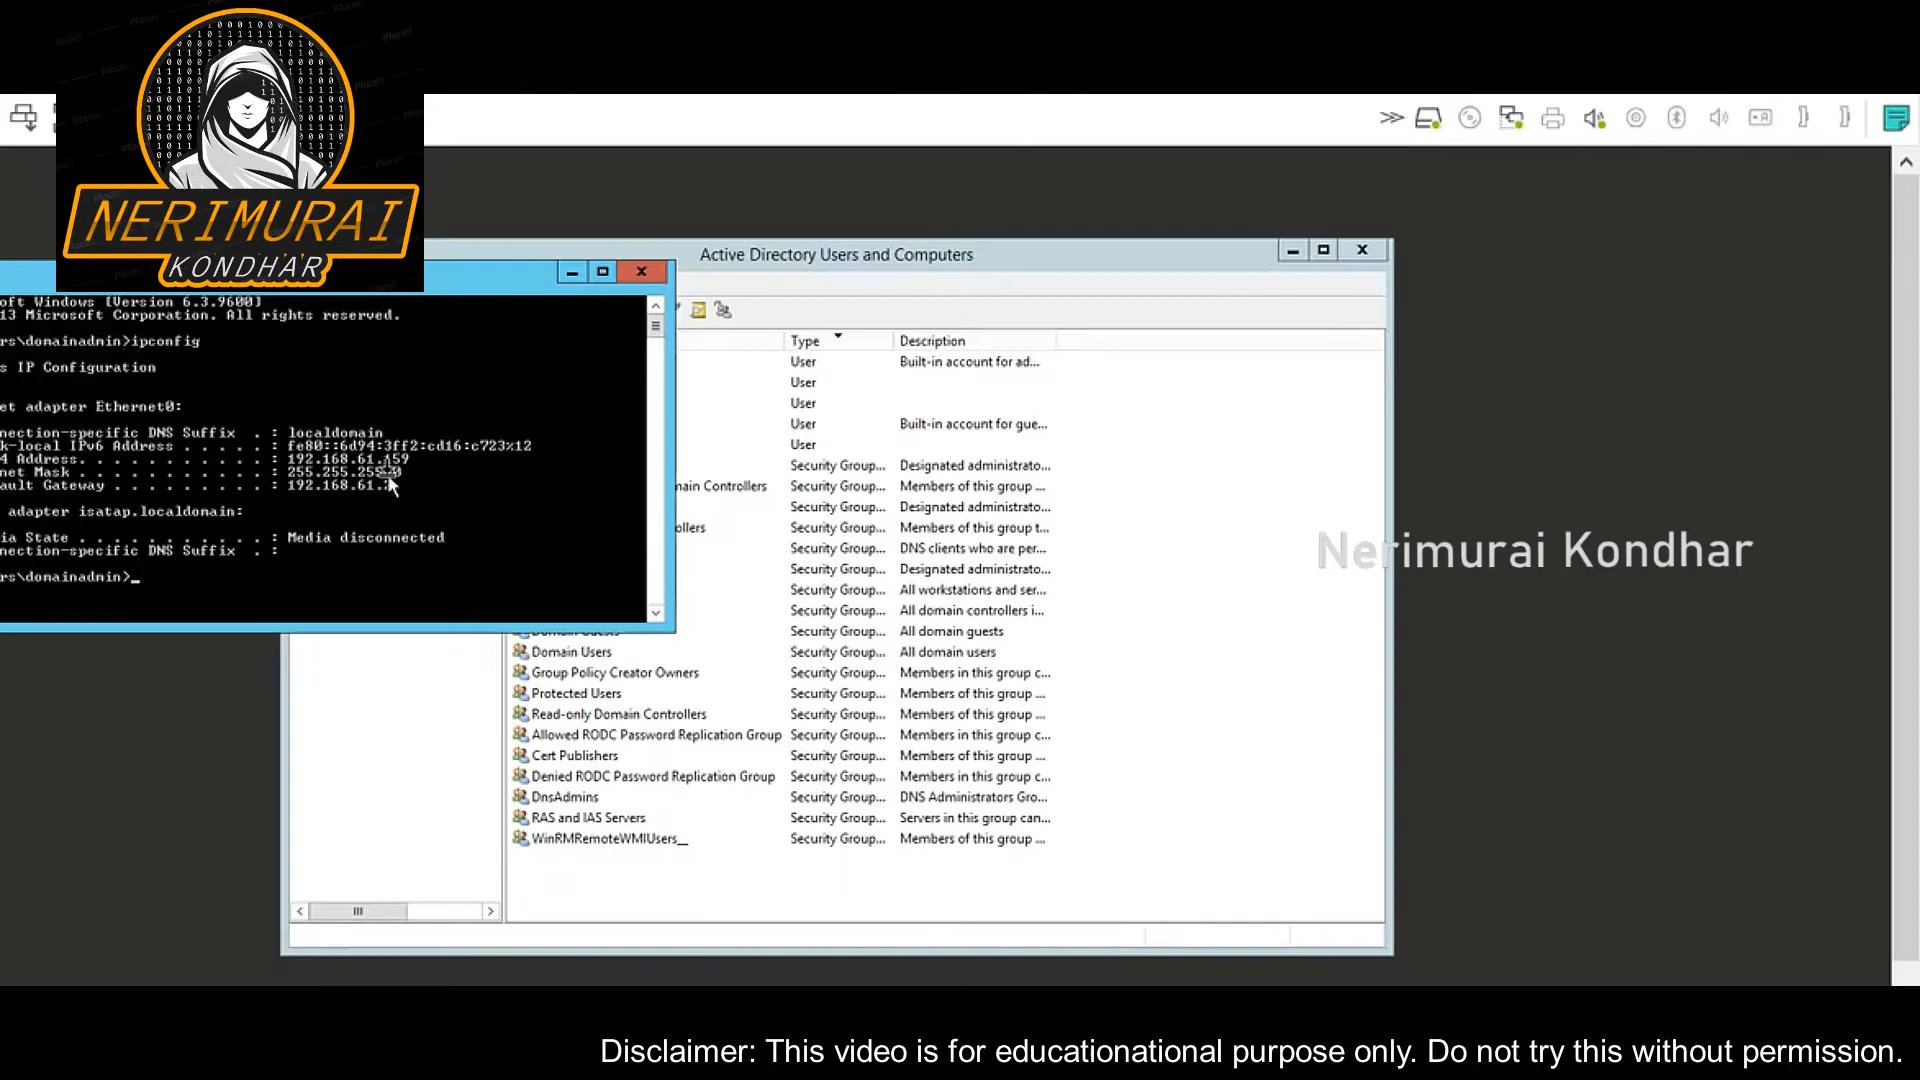 NERIMURAI
KONDHAR
Active Directory Users and Computers
oft Windows [Version 6.3.9600]
13 Microsoft Corporation. All rights reserved.
rs\domainadmin>ipconfig
s IP Configuration
et adapter Ethernet0:
nection-specific DNS Suffix . : localdomain
k-local IPv6 Address . . . . . : fe80::6d94:3ff2:cd16:c723%12
4 Address. . . . . . . . . . . : 192.168.61.159
net Mask . . . . . . . . . . . : 255.255.255.0
ault Gateway . . . . . . . . . : 192.168.61.
adapter isatap.localdomain:
ia State . . . . . . . . . . . : Media disconnected
nection-specific DNS Suffix . :
rs\domainadmin>_
Type Description
User Built-in account for ad...
User
User
User Built-in account for gue...
User
Security Group... Designated administrato...
main Controllers Security Group... Members of this group ...
Security Group... Designated administrato...
ollers Security Group... Members of this group t...
Security Group... DNS clients who are per...
Security Group... Designated administrato...
Security Group... All workstations and ser...
Security Group... All domain controllers i...
Domain Guests Security Group... All domain guests
Domain Users Security Group... All domain users
Group Policy Creator Owners Security Group... Members in this group c...
Protected Users Security Group... Members of this group ...
Read-only Domain Controllers Security Group... Members of this group ...
Allowed RODC Password Replication Group Security Group... Members in this group c...
Cert Publishers Security Group... Members of this group ...
Denied RODC Password Replication Group Security Group... Members in this group c...
DnsAdmins Security Group... DNS Administrators Gro...
RAS and IAS Servers Security Group... Servers in this group can...
WinRMRemoteWMIUsers__ Security Group... Members of this group ...
Nerimurai Kondhar
Disclaimer: This video is for educationational purpose only. Do not try this without permission.